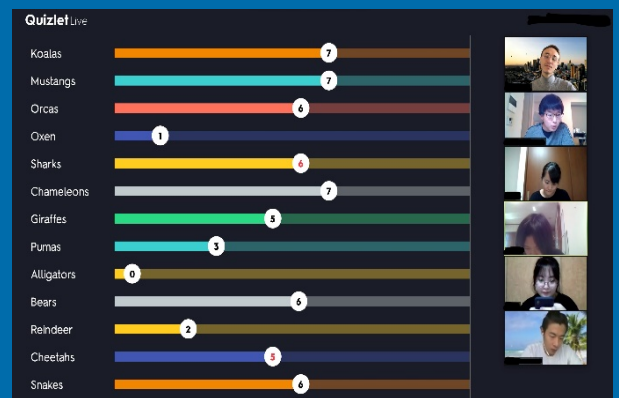 Quizlet Live
Koalas 7
Mustangs 7
Orcas 6
Oxen 1
Sharks 6
Chameleons 7
Giraffes 5
Pumas 3
Alligators 0
Bears 6
Reindeer 2
Cheetahs 5
Snakes 6